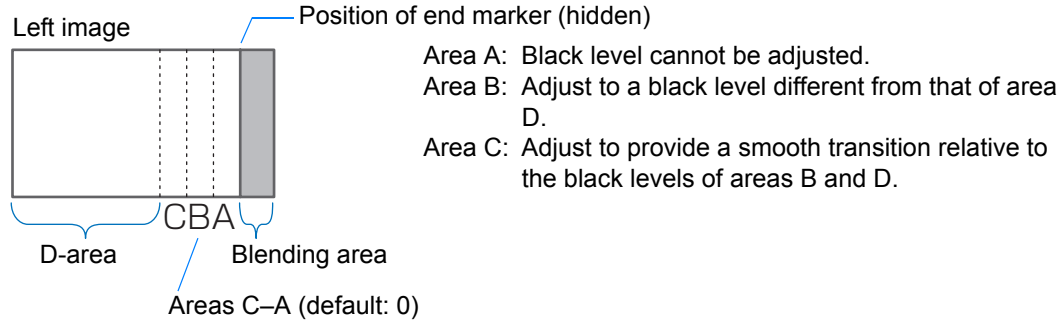 Position of end marker (hidden)
Left image
Area A: Black level cannot be adjusted.
Area B: Adjust to a black level different from that of area
D.
Area C: Adjust to provide a smooth transition relative to
the black levels of areas B and D.
CBA
D-area
Blending area
Areas C–A (default: 0)